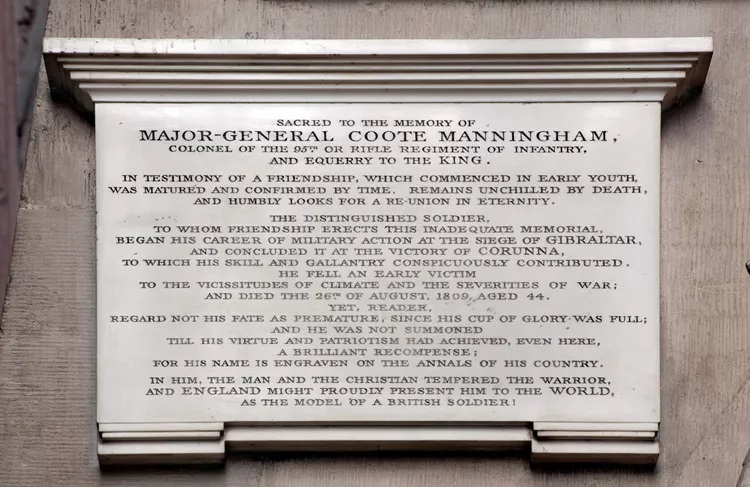 SACRED TO THE MEMORY OF
MAJOR-GENERAL COOTE MANNINGHAM,
COLONEL OF THE 95TH OR RIFLE REGIMENT OF INFANTRY,
AND EQUERRY TO THE KING.
IN TESTIMONY OF A FRIENDSHIP, WHICH COMMENCED IN EARLY YOUTH,
WAS MATURED AND CONFIRMED BY TIME. REMAINS UNCHILLED BY DEATH,
AND HUMBLY LOOKS FOR A RE-UNION IN ETERNITY.
THE DISTINGUISHED SOLDIER,
TO WHOM FRIENDSHIP ERECTS THIS INADEQUATE MEMORIAL,
BEGAN HIS CAREER OF MILITARY ACTION AT THE SIEGE OF GIBRALTAR,
AND CONCLUDED IT AT THE VICTORY OF CORUNNA,
TO WHICH HIS SKILL AND GALLANTRY CONSPICUOUSLY CONTRIBUTED.
HE FELL AN EARLY VICTIM
TO THE VICISSITUDES OF CLIMATE AND THE SEVERITIES OF WAR;
AND DIED THE 26TH OF AUGUST, 1809, AGED 44.
YET, READER,
REGARD NOT HIS FATE AS PREMATURE, SINCE HIS CUP OF GLORY WAS FULL;
AND HE WAS NOT SUMMONED
TILL HIS VIRTUE AND PATRIOTISM HAD ACHIEVED, EVEN HERE,
A BRILLIANT RECOMPENSE;
FOR HIS NAME IS ENGRAVEN ON THE ANNALS OF HIS COUNTRY.
IN HIM, THE MAN AND THE CHRISTIAN TEMPERED THE WARRIOR,
AND ENGLAND MIGHT PROUDLY PRESENT HIM TO THE WORLD,
AS THE MODEL OF A BRITISH SOLDIER!